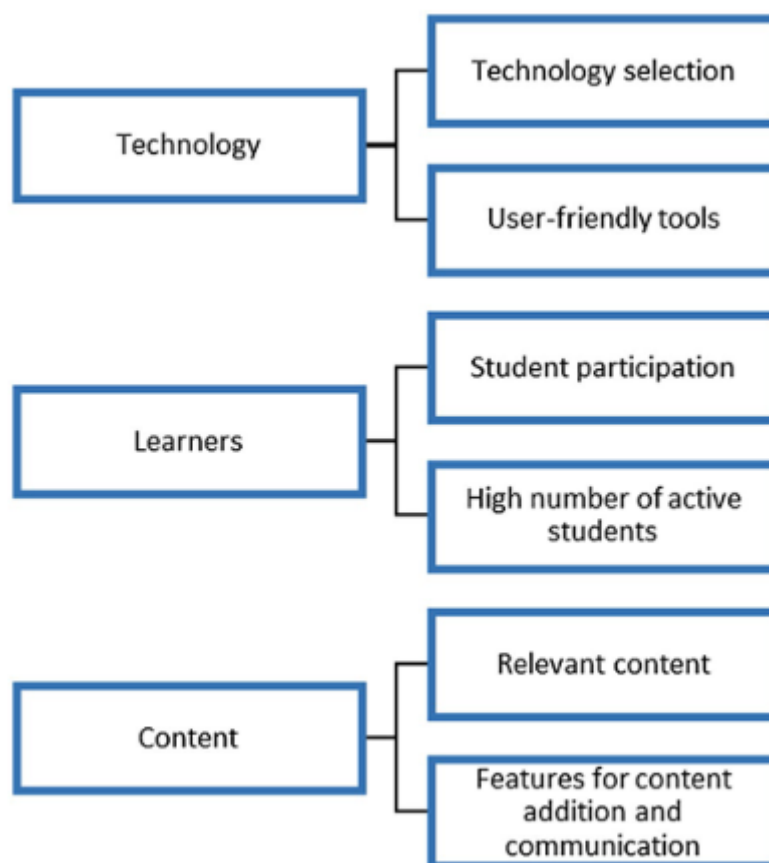 Technology
Technology selection
User-friendly tools
Learners
Student participation
High number of active
students
Content
Relevant content
Features for content
addition and
communication